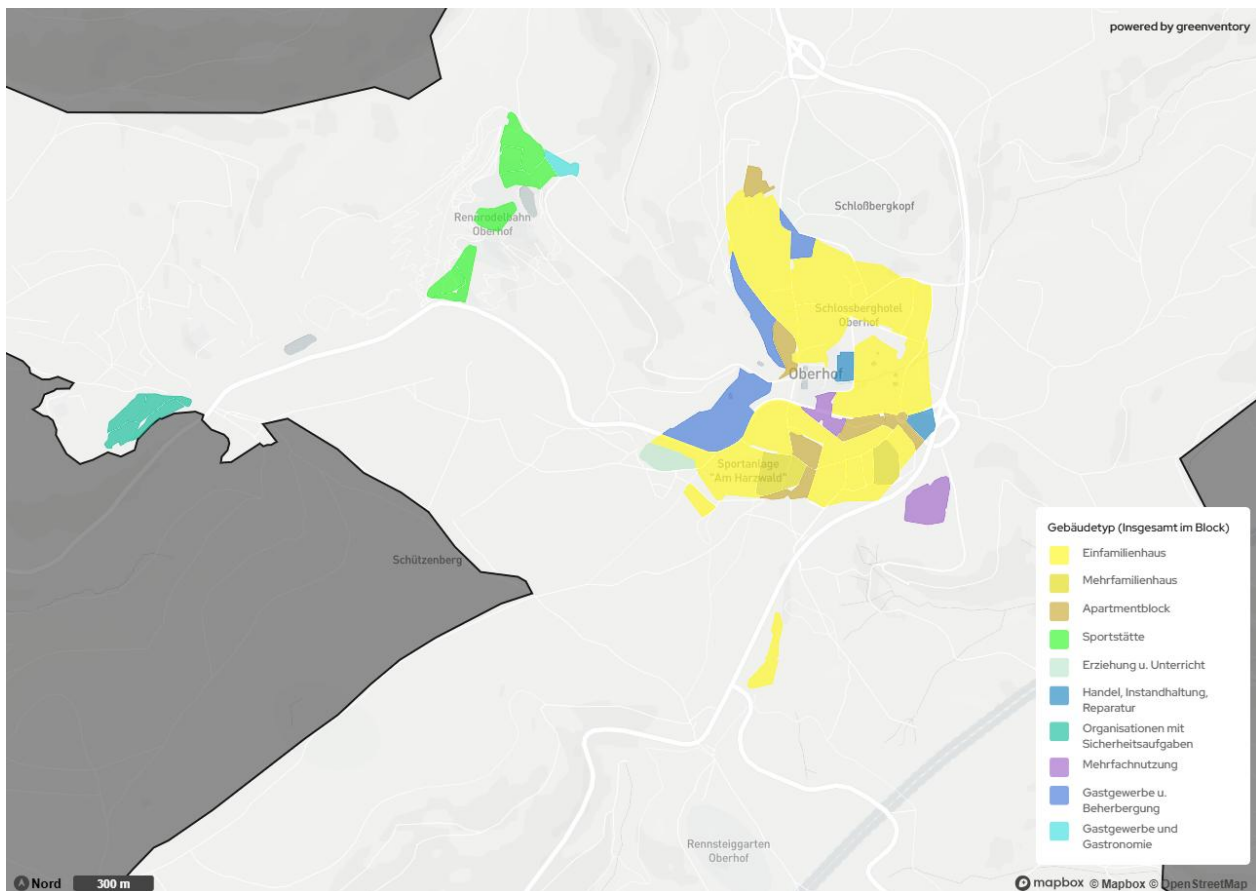 powered by greenventory
Schloßbergkopf
Rennrodelbahn
Oberhof
Schlossberghotel
Oberhof
Oberhof
Sportanlage
"Am Harzwald"
Schützenberg
Gebäudetyp (Insgesamt im Block)
Einfamilienhaus
Mehrfamilienhaus
Apartmentblock
Sportstätte
Erziehung u. Unterricht
Handel, Instandhaltung,
Reparatur
Organisationen mit
Sicherheitsaufgaben
Mehrfachnutzung
Gastgewerbe u.
Beherbergung
Gastgewerbe und
Gastronomie
Rennsteiggarten
Oberhof
Nord 300 m
mapbox © Mapbox © OpenStreetMap